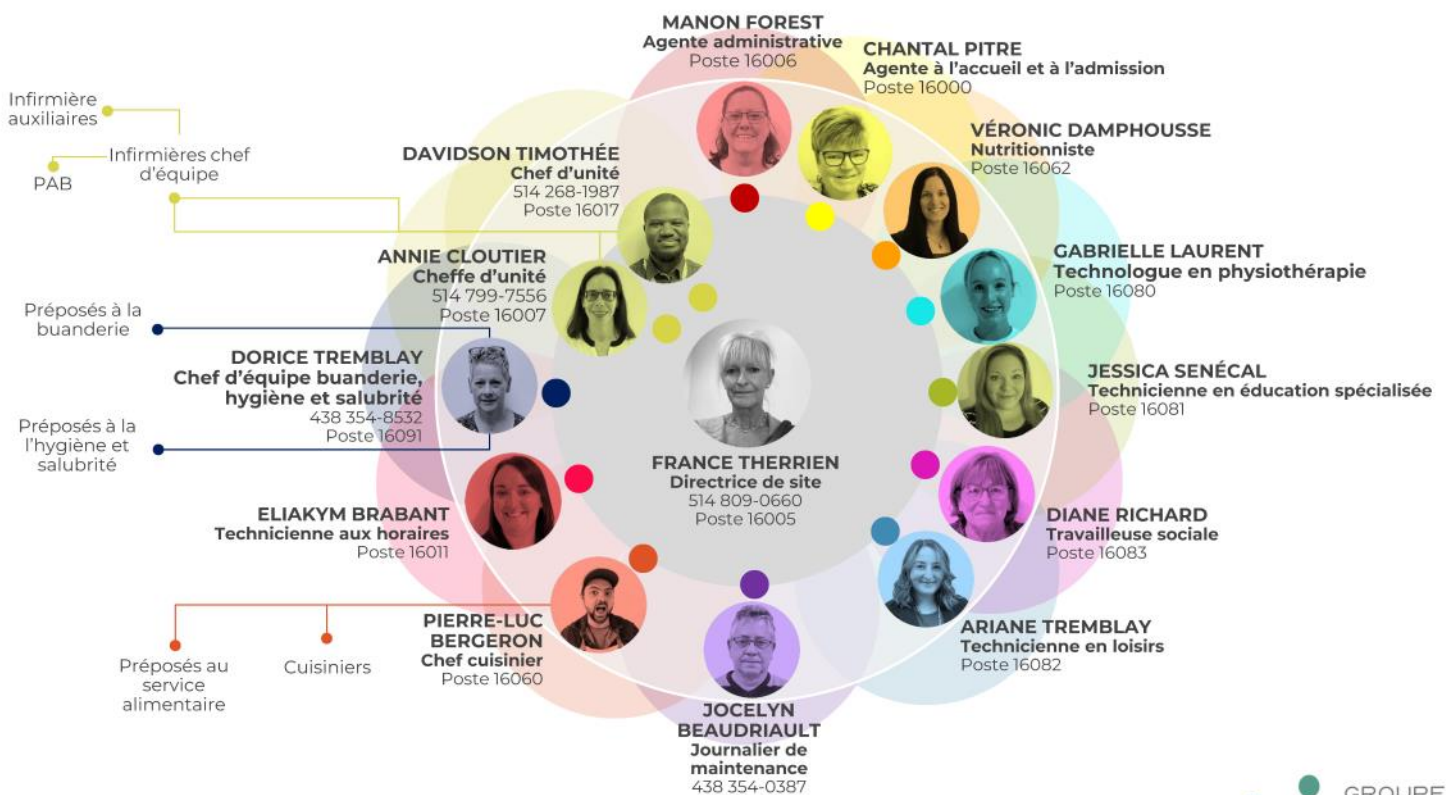 MANON FOREST
Agente administrative
Poste 16006
CHANTAL PITRE
Agente à l'accueil et à l'admission
Poste 16000
VÉRONIC DAMPHOUSSE
Nutritionniste
Poste 16062
GABRIELLE LAURENT
Technologue en physiothérapie
Poste 16080
JESSICA SENÉCAL
Technicienne en éducation spécialisée
Poste 16081
DIANE RICHARD
Travailleuse sociale
Poste 16083
ARIANE TREMBLAY
Technicienne en loisirs
Poste 16082
JOCELYN
BEAUDRIAULT
Journalier de
maintenance
438 354-0387
PIERRE-LUC
BERGERON
Chef cuisinier
Poste 16060
Cuisiniers
Préposés au
service
alimentaire
ELIAKYM BRABANT
Technicienne aux horaires
Poste 16011
DORICE TREMBLAY
Chef d'équipe buanderie,
hygiène et salubrité
438 354-8532
Poste 16091
Préposés à la
buanderie
Préposés à la
l'hygiène et
salubrité
ANNIE CLOUTIER
Cheffe d'unité
514 799-7556
Poste 16007
DAVIDSON TIMOTHÉE
Chef d'unité
514 268-1987
Poste 16017
Infirmière
auxiliaires
Infirmières chef
d'équipe
PAB
FRANCE THERRIEN
Directrice de site
514 809-0660
Poste 16005
GROUPE